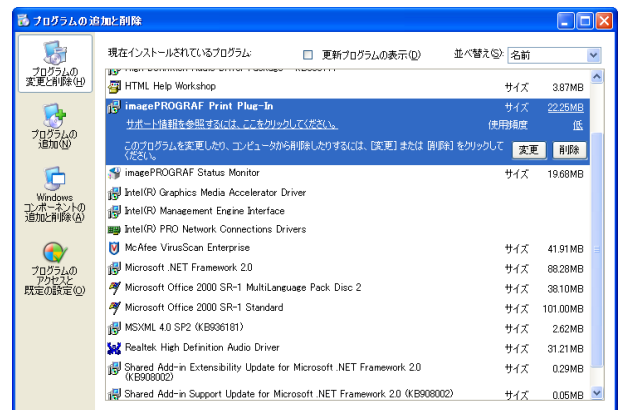 プログラムの追加と削除
現在インストールされているプログラム:
更新プログラムの表示(D)
並べ替え(S): 名前
プログラムの
変更と削除(H)
プログラムの
追加(N)
Windows
コンポーネントの
追加と削除(A)
プログラムの
アクセスと
既定の設定(O)
HTML Help Workshop サイズ 3.87MB
imagePROGRAF Print Plug-In サイズ 22.25MB
サポート情報を参照するには、ここをクリックしてください。 使用頻度 低
このプログラムを変更したり、コンピュータから削除したりするには、[変更] または [削除] をクリックして
ください。
変更 削除
imagePROGRAF Status Monitor サイズ 19.68MB
Intel(R) Graphics Media Accelerator Driver
Intel(R) Management Engine Interface
Intel(R) PRO Network Connections Drivers
McAfee VirusScan Enterprise サイズ 41.91MB
Microsoft .NET Framework 2.0 サイズ 88.28MB
Microsoft Office 2000 SR-1 MultiLanguage Pack Disc 2 サイズ 38.10MB
Microsoft Office 2000 SR-1 Standard サイズ 101.00MB
MSXML 4.0 SP2 (KB936181) サイズ 2.62MB
Realtek High Definition Audio Driver サイズ 31.21MB
Shared Add-in Extensibility Update for Microsoft .NET Framework 2.0
(KB908002) サイズ 0.29MB
Shared Add-in Support Update for Microsoft .NET Framework 2.0 (KB908002) サイズ 0.05MB